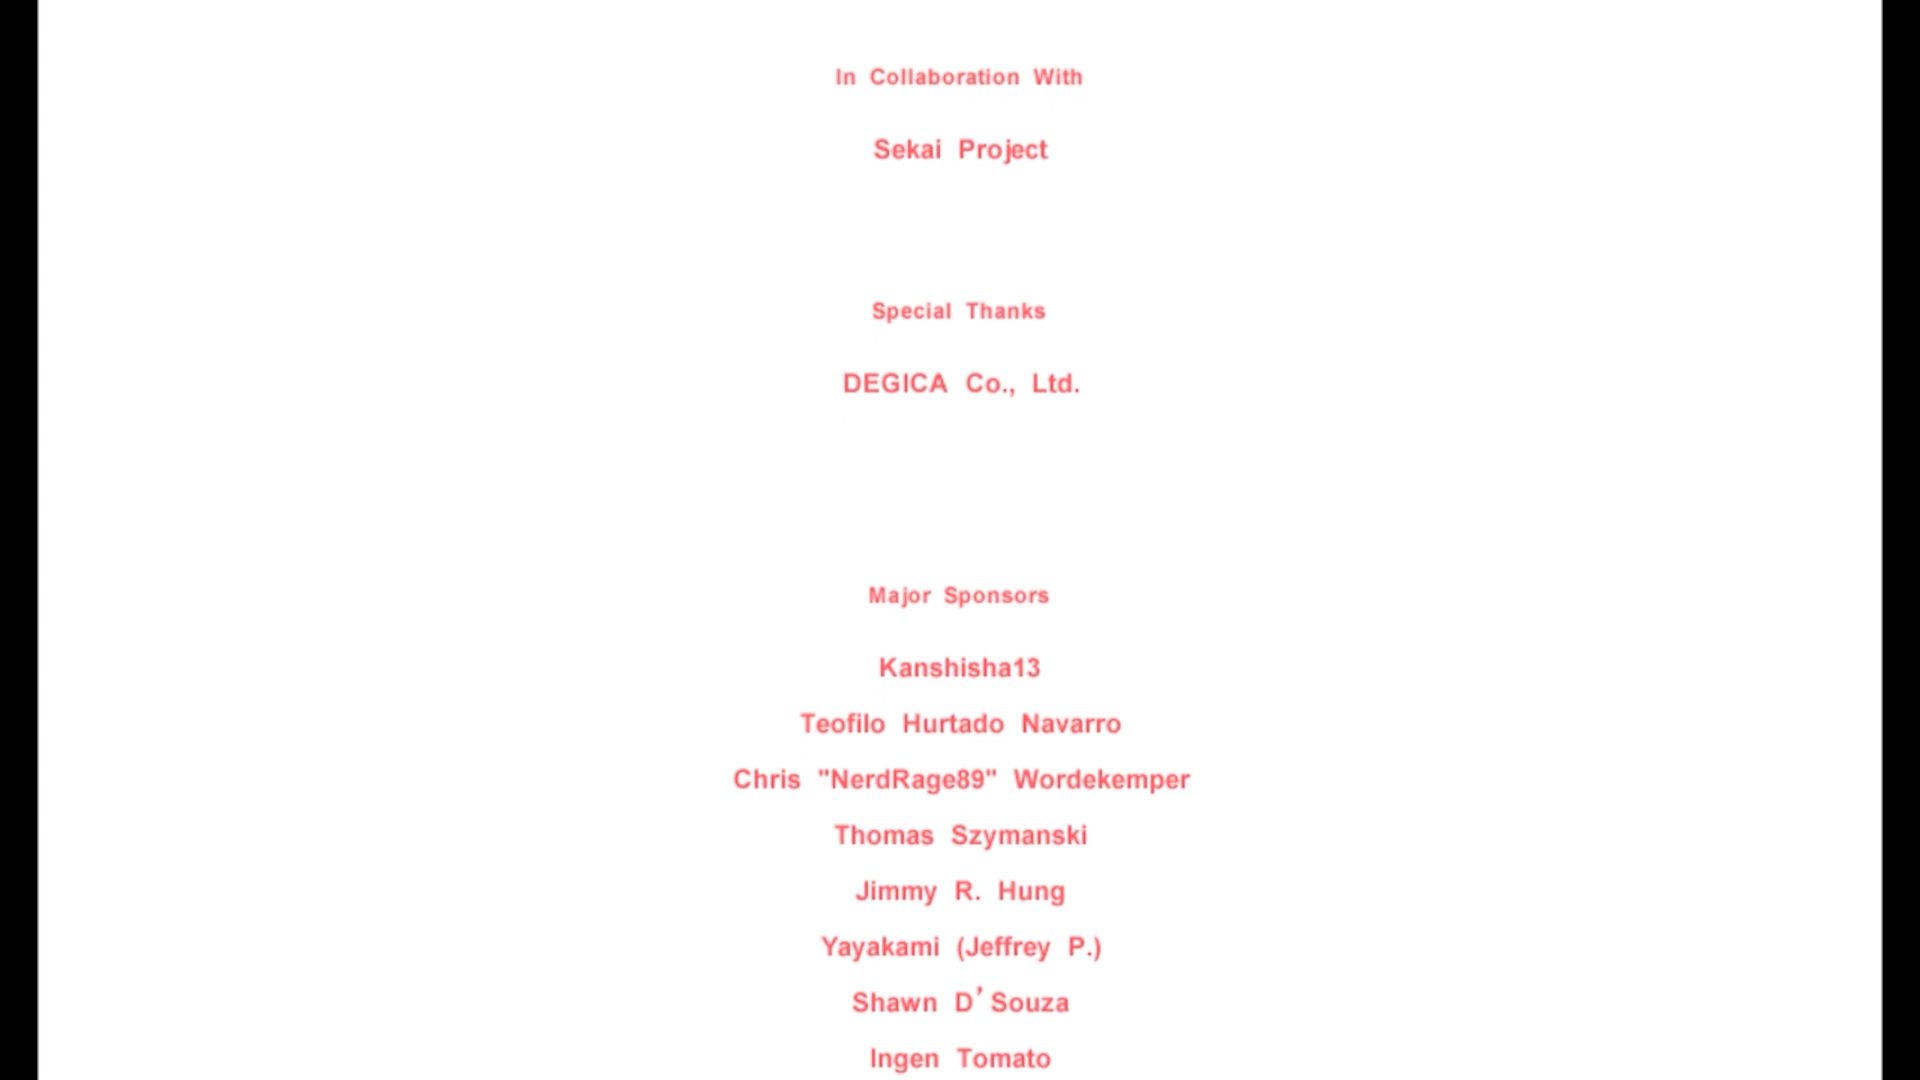 In Collaboration With
Sekai Project
Special Thanks
DEGICA Co., Ltd.
Major Sponsors
Kanshisha13
Teofilo Hurtado Navarro
Chris "NerdRage89" Wordekemper
Thomas Szymanski
Jimmy R. Hung
Yayakami (Jeffrey P.)
Shawn D’Souza
Ingen Tomato